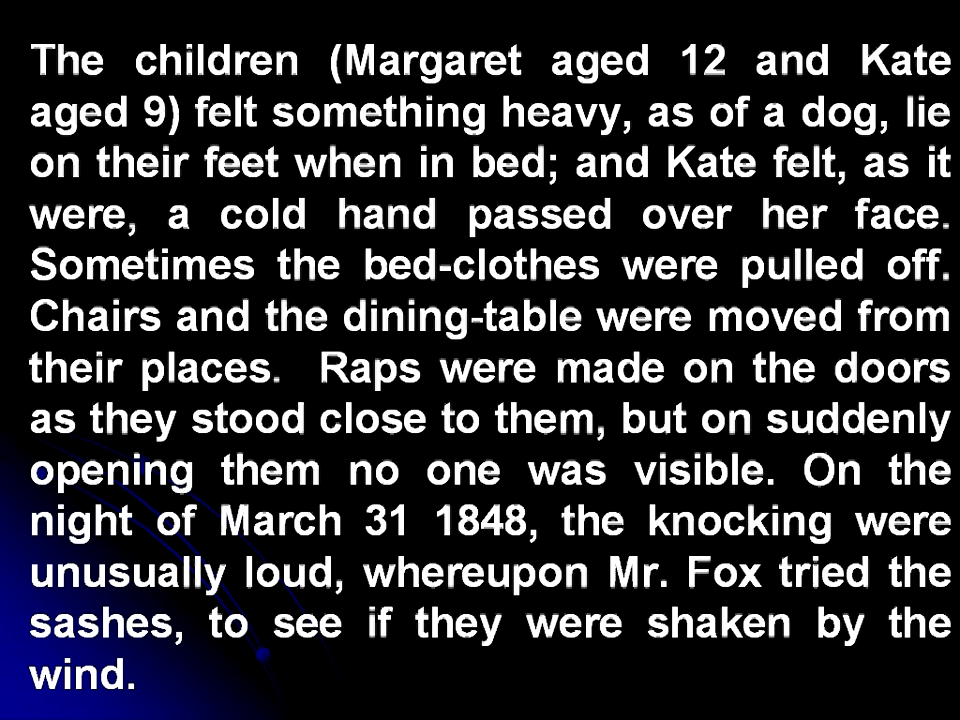 The children (Margaret aged 12 and Kate
aged 9) felt something heavy, as of a dog, lie
on their feet when in bed; and Kate felt, as it
were, a cold hand passed over her face.
Sometimes the bed-clothes were pulled off.
Chairs and the dining-table were moved from
their places.  Raps were made on the doors
as they stood close to them, but on suddenly
opening them no one was visible. On the
night of March 31 1848, the knocking were
unusually loud, whereupon Mr. Fox tried the
sashes, to see if they were shaken by the
wind.